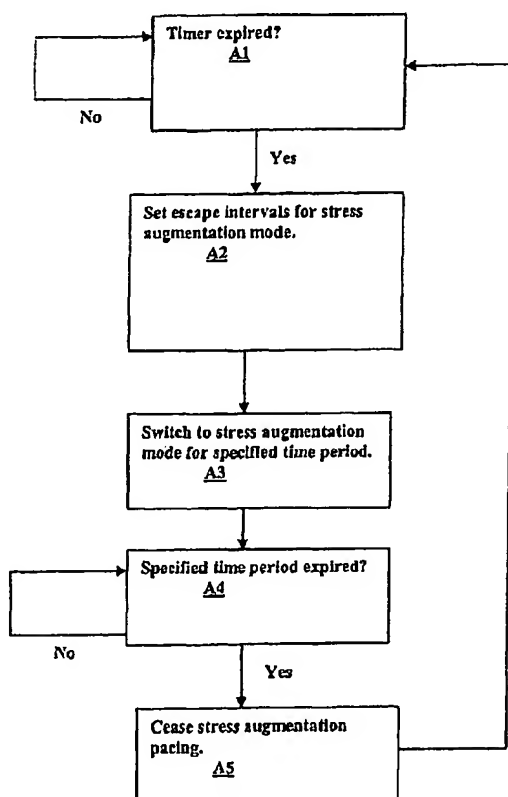 Timer expired?
A1
No
Yes
Set escape intervals for stress
augmentation mode.
A2
Switch to stress augmentation
mode for specified time period.
A3
Specified time period expired?
A4
No
Yes
Cease stress augmentation
pacing.
A5